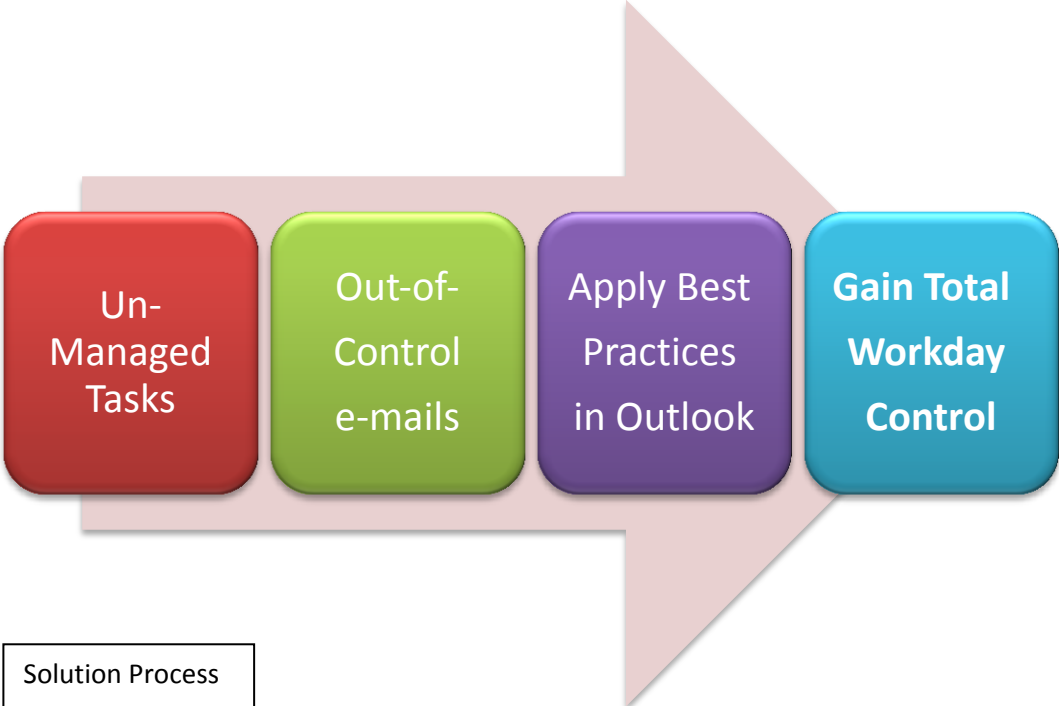 Un-
Managed
Tasks
Out-of-
Control
e-mails
Apply Best
Practices
in Outlook
Gain Total
Workday
Control
Solution Process